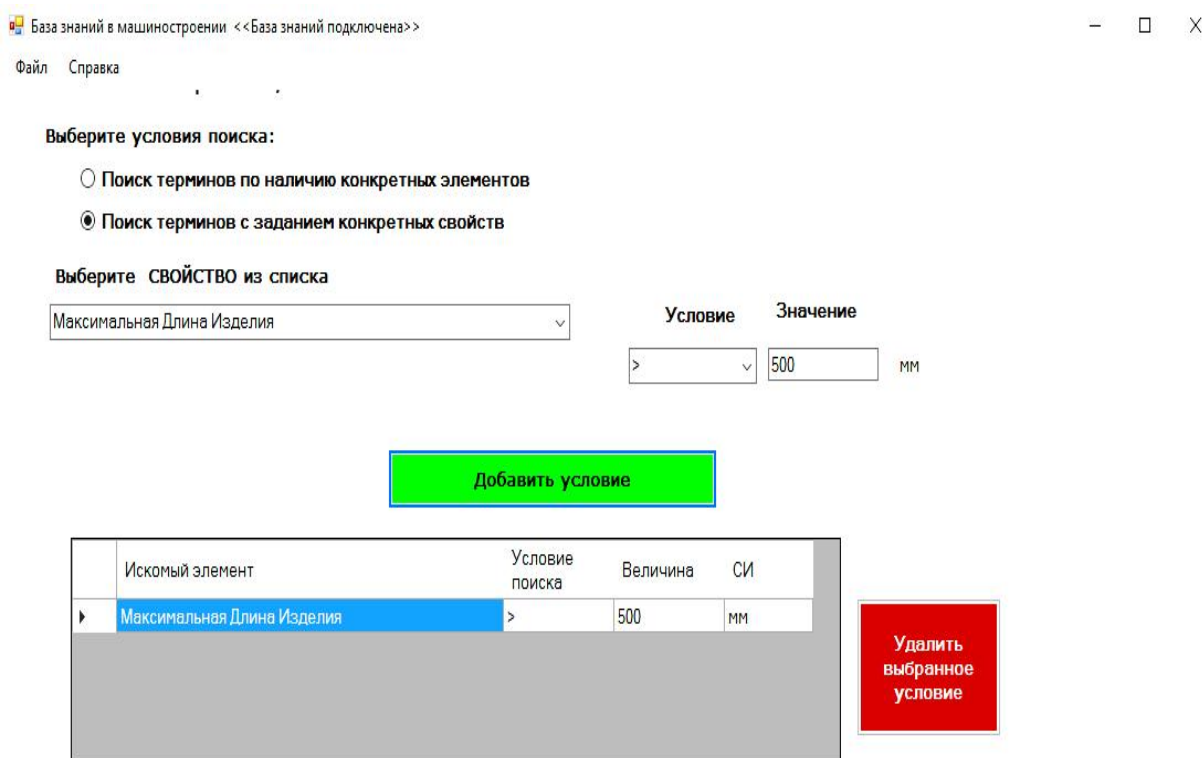 База знаний в машиностроении <<База знаний подключена>>
Файл Справка
Выберите условия поиска:
Поиск терминов по наличию конкретных элементов
Поиск терминов с заданием конкретных свойств
Выберите СВОЙСТВО из списка
Условие Значение
Максимальная Длина Изделия
> 500 мм
Добавить условие
Искомый элемент Условие поиска Величина СИ
Максимальная Длина Изделия > 500 мм
Удалить
выбранное
условие